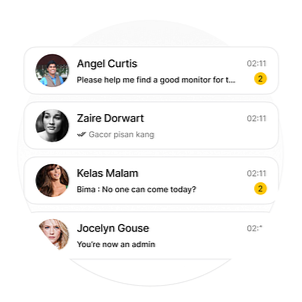 Angel Curtis 02:11
Please help me find a good monitor for t... 2
Zaire Dorwart 02:11
Gacor pisan kang
Kelas Malam 02:11
Bima : No one can come today? 2
Jocelyn Gouse 02:
You're now an admin